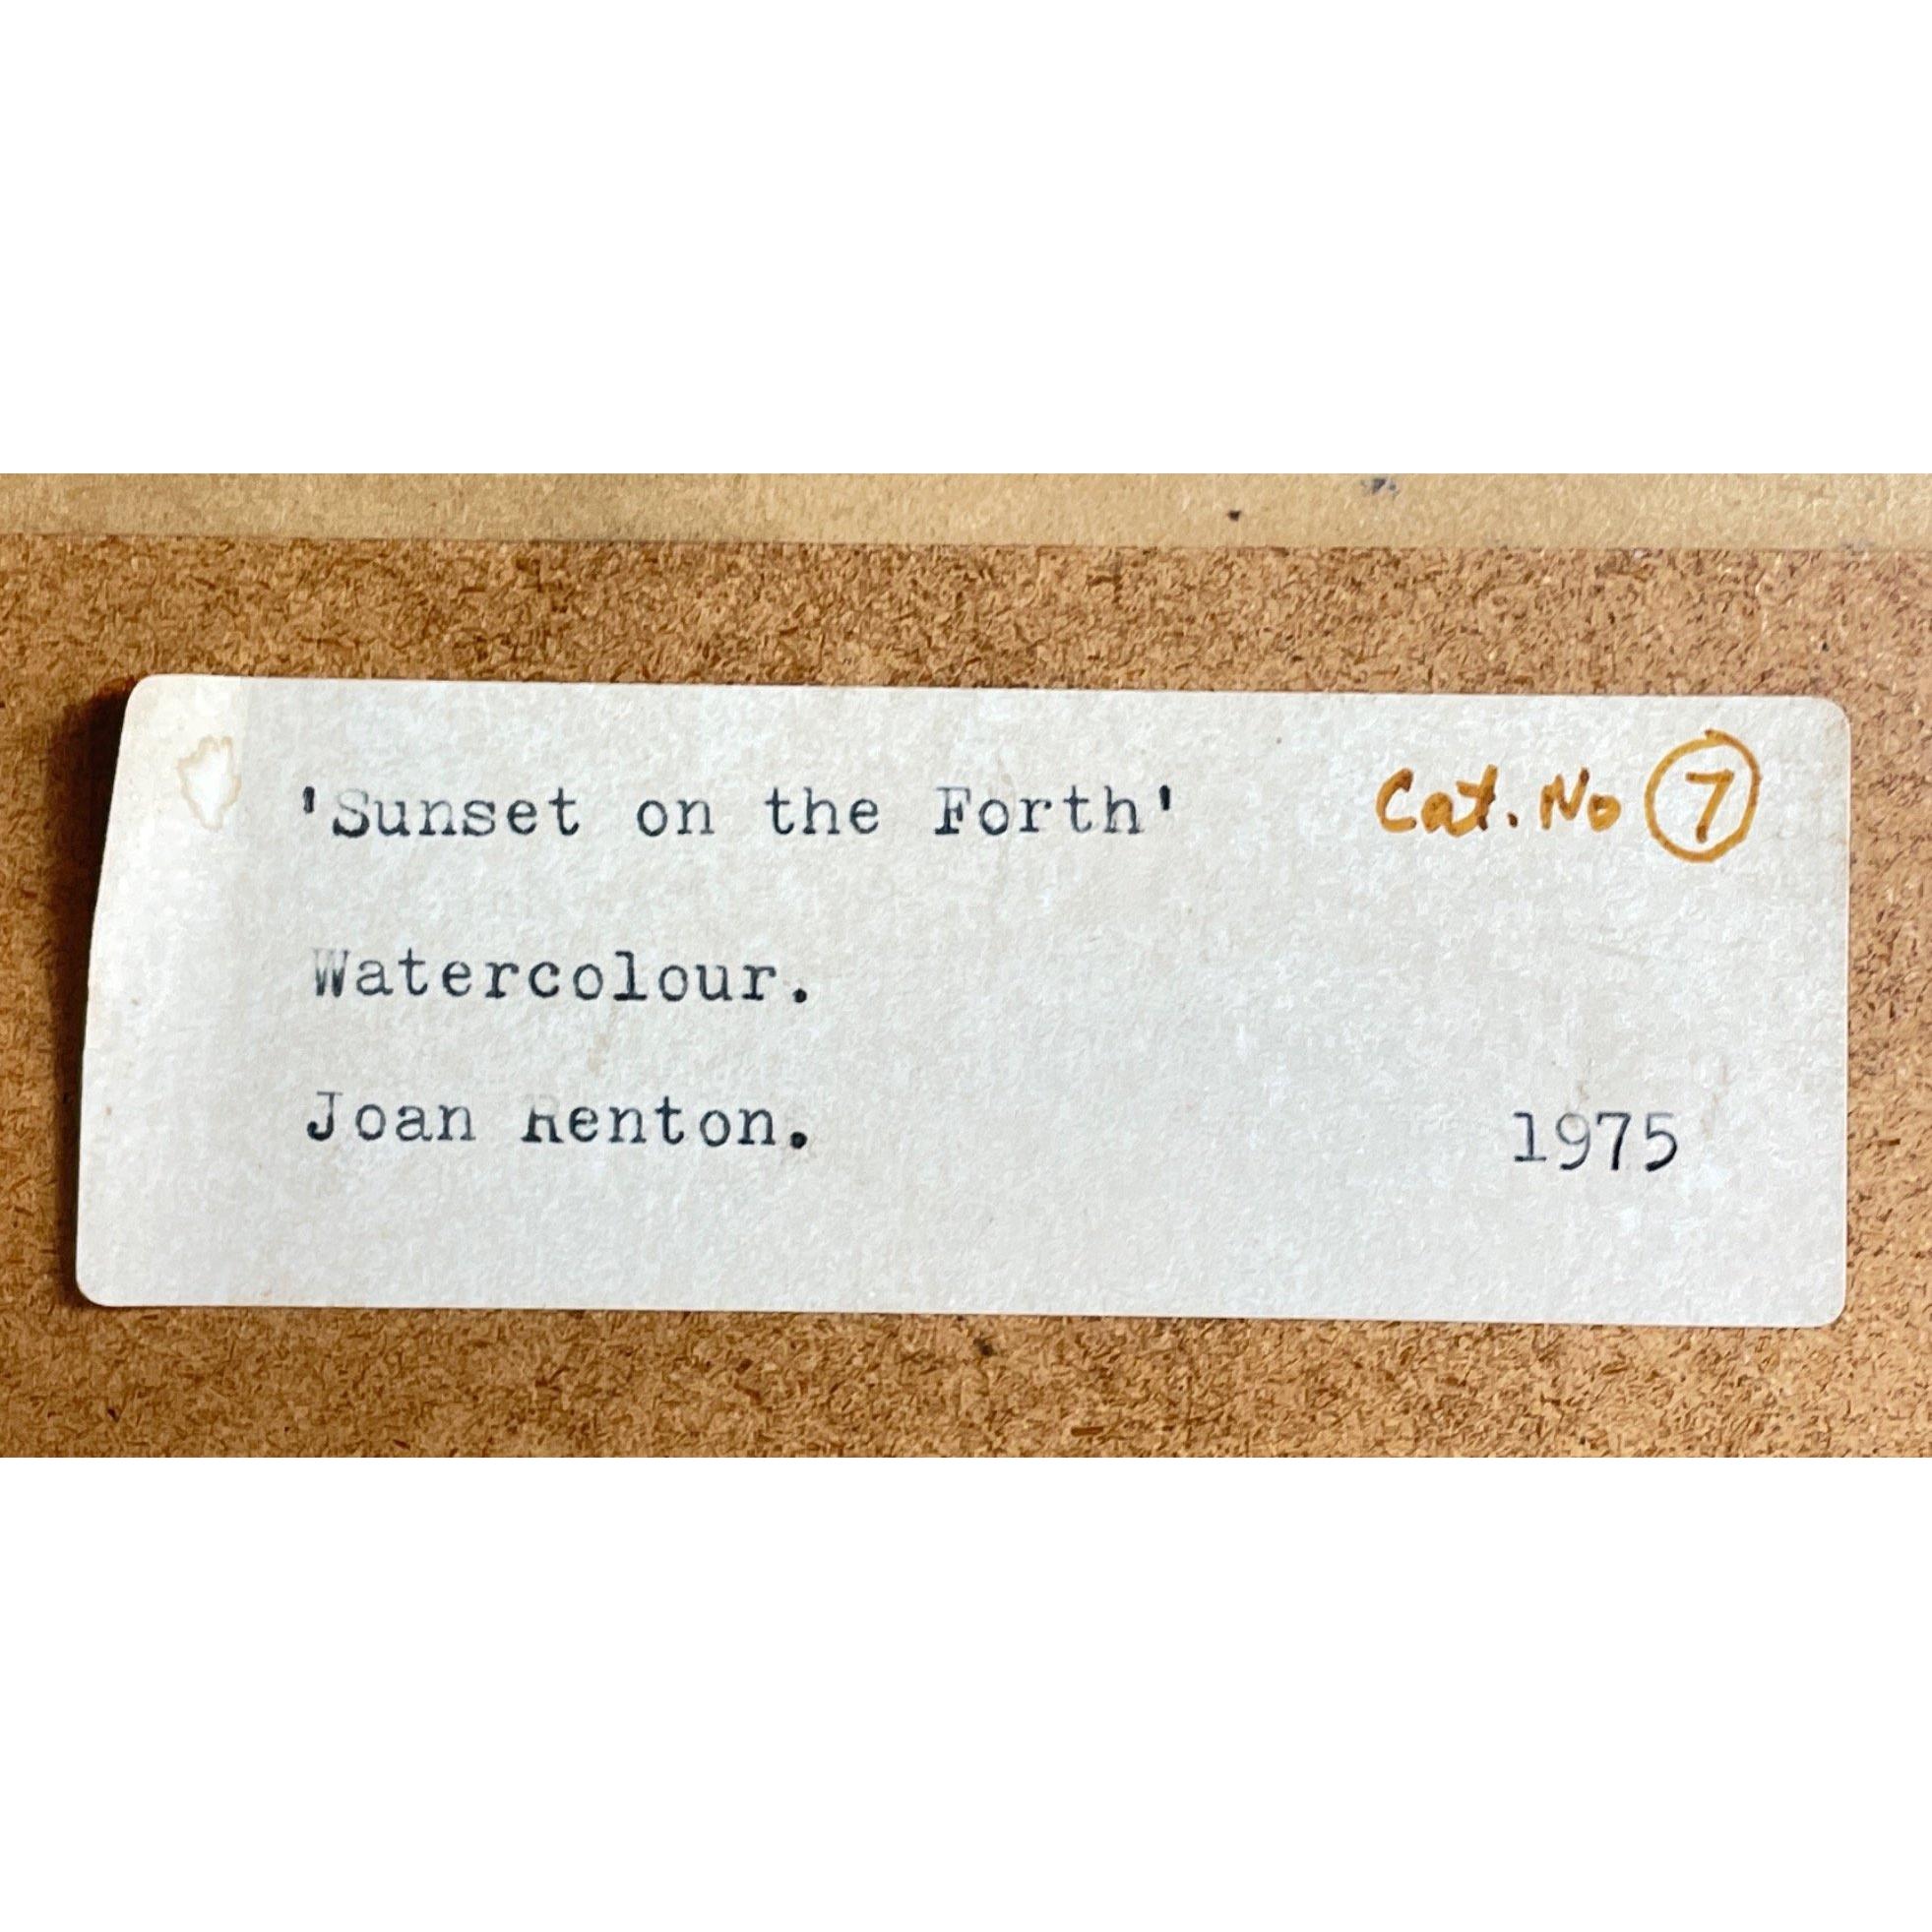 'Sunset on the Forth' Cat. No 7
Watercolour.
Joan Renton. 1975